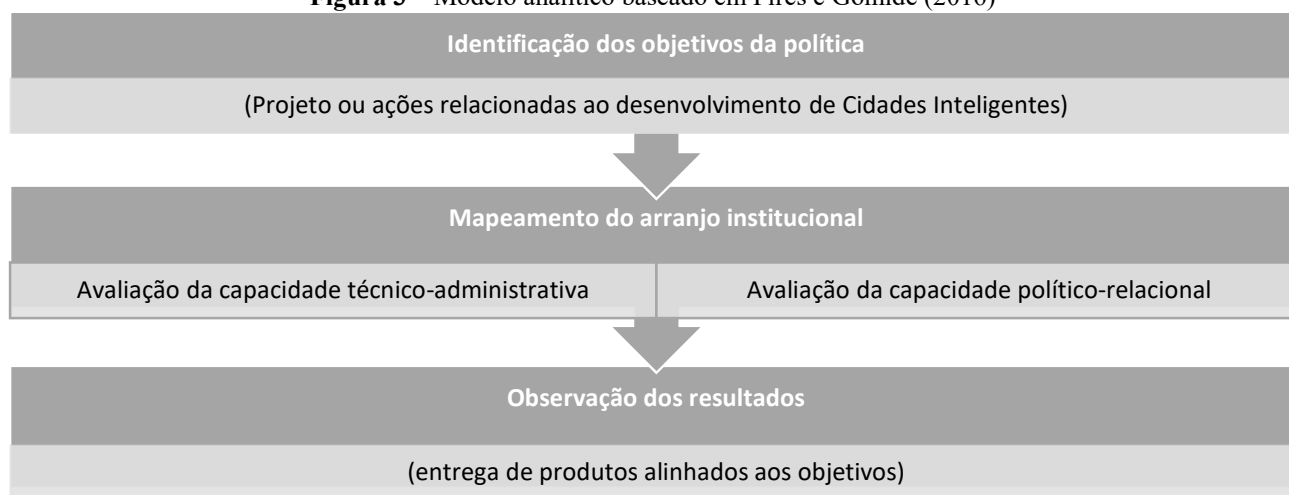 Figura 3 – Modelo analítico baseado em Pires e Gomide (2016)
Identificação dos objetivos da política
(Projeto ou ações relacionadas ao desenvolvimento de Cidades Inteligentes)
Mapeamento do arranjo institucional
Avaliação da capacidade técnico-administrativa
Avaliação da capacidade político-relacional
Observação dos resultados
(entrega de produtos alinhados aos objetivos)